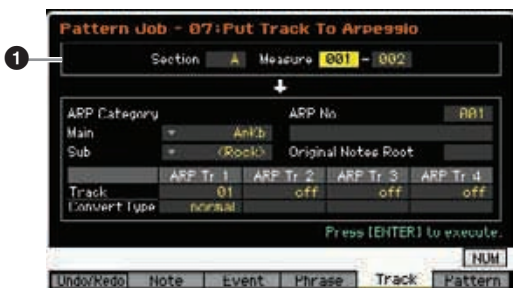 Pattern Job - 07:Put Track To Arpeggio
1
Section A Measure 001 - 002
ARP Category ARP No 001
Main ApKb
Sub (Rock) Original Notes Root
ARP Tr 1 ARP Tr 2 ARP Tr 3 ARP Tr 4
Track 01 off off off
Convert Type normal
Press [ENTER] to execute.
NUM
Undo/Redo Note Event Phrase Track Pattern